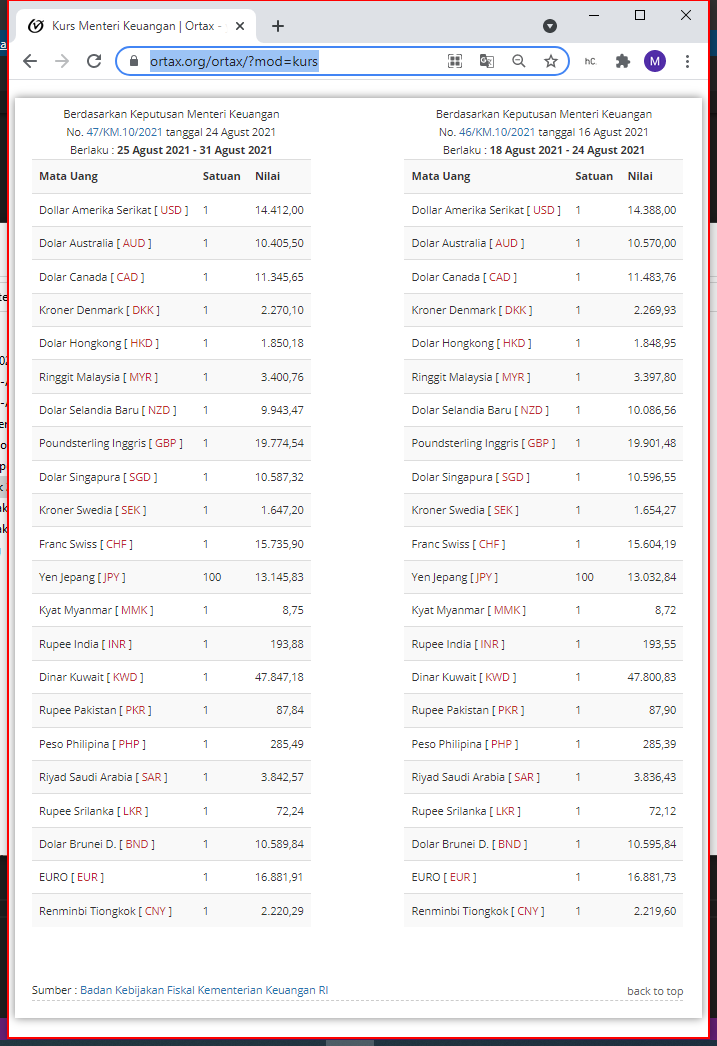 Kurs Menteri Keuangan | Ortax -
ortax.org/ortax/?mod=kurs
hC
M
Berdasarkan Keputusan Menteri Keuangan
No. 47/KM.10/2021 tanggal 24 Agust 2021
Berlaku : 25 Agust 2021 - 31 Agust 2021
Mata Uang Satuan Nilai
Dollar Amerika Serikat [ USD ] 1 14.412,00
Dolar Australia [ AUD ] 1 10.405,50
Dolar Canada [ CAD ] 1 11.345,65
Kroner Denmark [ DKK ] 1 2.270,10
Dolar Hongkong [ HKD ] 1 1.850,18
Ringgit Malaysia [ MYR ] 1 3.400,76
Dolar Selandia Baru [ NZD ] 1 9.943,47
Poundsterling Inggris [ GBP ] 1 19.774,54
Dolar Singapura [ SGD ] 1 10.587,32
Kroner Swedia [ SEK ] 1 1.647,20
Franc Swiss [ CHF ] 1 15.735,90
Yen Jepang [ JPY ] 100 13.145,83
Kyat Myanmar [ MMK ] 1 8,75
Rupee India [ INR ] 1 193,88
Dinar Kuwait [ KWD ] 1 47.847,18
Rupee Pakistan [ PKR ] 1 87,84
Peso Philipina [ PHP ] 1 285,49
Riyad Saudi Arabia [ SAR ] 1 3.842,57
Rupee Srilanka [ LKR ] 1 72,24
Dolar Brunei D. [ BND ] 1 10.589,84
EURO [ EUR ] 1 16.881,91
Renminbi Tiongkok [ CNY ] 1 2.220,29
Berdasarkan Keputusan Menteri Keuangan
No. 46/KM.10/2021 tanggal 16 Agust 2021
Berlaku : 18 Agust 2021 - 24 Agust 2021
Mata Uang Satuan Nilai
Dollar Amerika Serikat [ USD ] 1 14.388,00
Dolar Australia [ AUD ] 1 10.570,00
Dolar Canada [ CAD ] 1 11.483,76
Kroner Denmark [ DKK ] 1 2.269,93
Dolar Hongkong [ HKD ] 1 1.848,95
Ringgit Malaysia [ MYR ] 1 3.397,80
Dolar Selandia Baru [ NZD ] 1 10.086,56
Poundsterling Inggris [ GBP ] 1 19.901,48
Dolar Singapura [ SGD ] 1 10.596,55
Kroner Swedia [ SEK ] 1 1.654,27
Franc Swiss [ CHF ] 1 15.604,19
Yen Jepang [ JPY ] 100 13.032,84
Kyat Myanmar [ MMK ] 1 8,72
Rupee India [ INR ] 1 193,55
Dinar Kuwait [ KWD ] 1 47.800,83
Rupee Pakistan [ PKR ] 1 87,90
Peso Philipina [ PHP ] 1 285,39
Riyad Saudi Arabia [ SAR ] 1 3.836,43
Rupee Srilanka [ LKR ] 1 72,12
Dolar Brunei D. [ BND ] 1 10.595,84
EURO [ EUR ] 1 16.881,73
Renminbi Tiongkok [ CNY ] 1 2.219,60
Sumber : Badan Kebijakan Fiskal Kementerian Keuangan RI
back to top